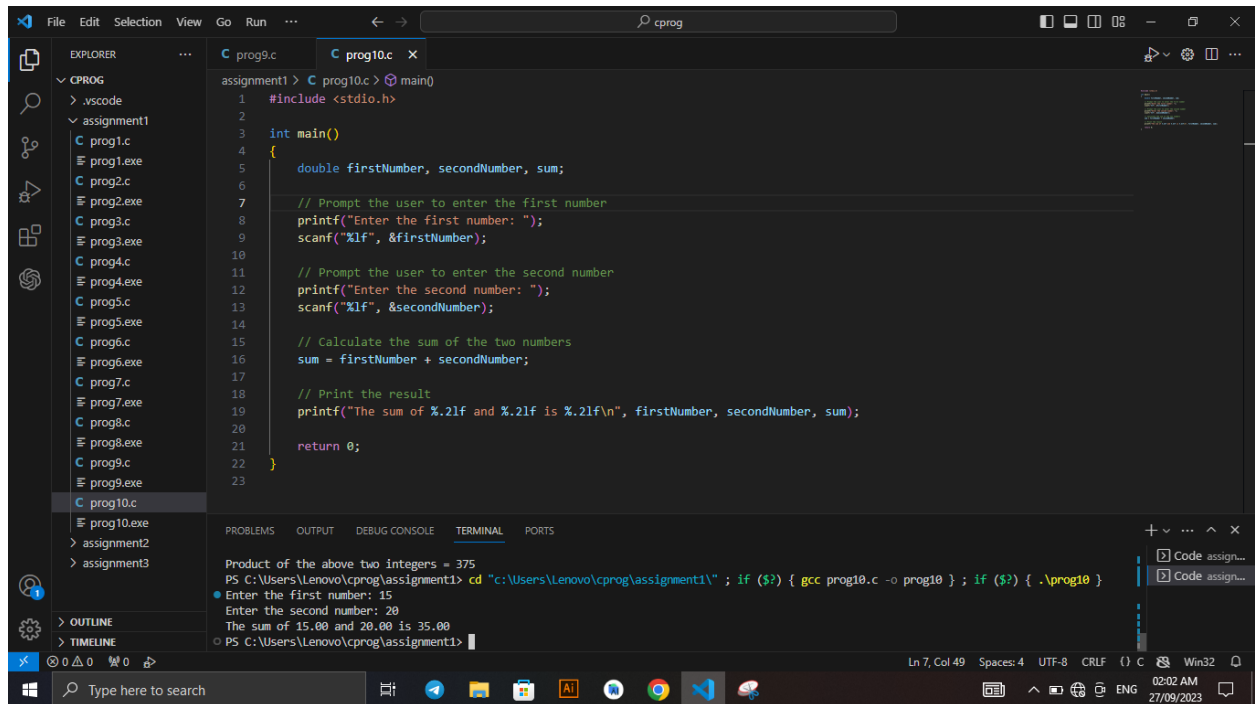 File Edit Selection View Go Run ··· ← → cprog
EXPLORER ···
CPROG
> .vscode
assignment1
C prog1.c
prog1.exe
C prog2.c
prog2.exe
C prog3.c
prog3.exe
C prog4.c
prog4.exe
C prog5.c
prog5.exe
C prog6.c
prog6.exe
C prog7.c
prog7.exe
C prog8.c
prog8.exe
C prog9.c
prog9.exe
C prog10.c
prog10.exe
> assignment2
> assignment3
> OUTLINE
> TIMELINE
C prog9.c C prog10.c ×
assignment1 > C prog10.c > main()
1 #include <stdio.h>
2
3 int main()
4 {
5 double firstNumber, secondNumber, sum;
6
7 // Prompt the user to enter the first number
8 printf("Enter the first number: ");
9 scanf("%lf", &firstNumber);
10
11 // Prompt the user to enter the second number
12 printf("Enter the second number: ");
13 scanf("%lf", &secondNumber);
14
15 // Calculate the sum of the two numbers
16 sum = firstNumber + secondNumber;
17
18 // Print the result
19 printf("The sum of %.2lf and %.2lf is %.2lf\n", firstNumber, secondNumber, sum);
20
21 return 0;
22 }
23
PROBLEMS OUTPUT DEBUG CONSOLE TERMINAL PORTS
Product of the above two integers = 375
PS C:\Users\Lenovo\cprog\assignment1> cd "c:\Users\Lenovo\cprog\assignment1\" ; if ($?) { gcc prog10.c -o prog10 } ; if ($?) { .\prog10 }
Enter the first number: 15
Enter the second number: 20
The sum of 15.00 and 20.00 is 35.00
PS C:\Users\Lenovo\cprog\assignment1>
Code assign...
Code assign...
1
0 0 0 Ln 7, Col 49 Spaces: 4 UTF-8 CRLF {} C Win32
Type here to search Ai ENG 02:02 AM
27/09/2023